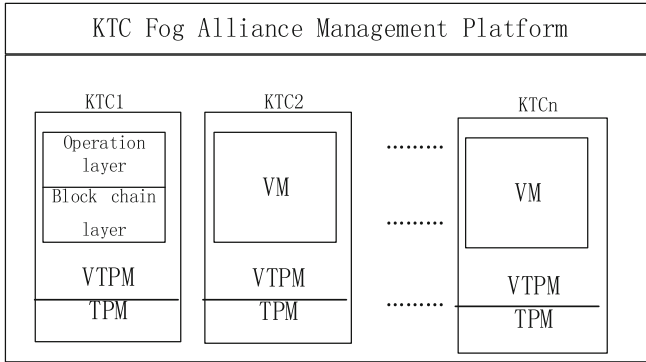 KTC Fog Alliance Management Platform
KTC1
Operation
layer
Block chain
layer
VTPM
TPM
KTC2
VM
VTPM
TPM
.........
.........
.........
KTCn
VM
VTPM
TPM